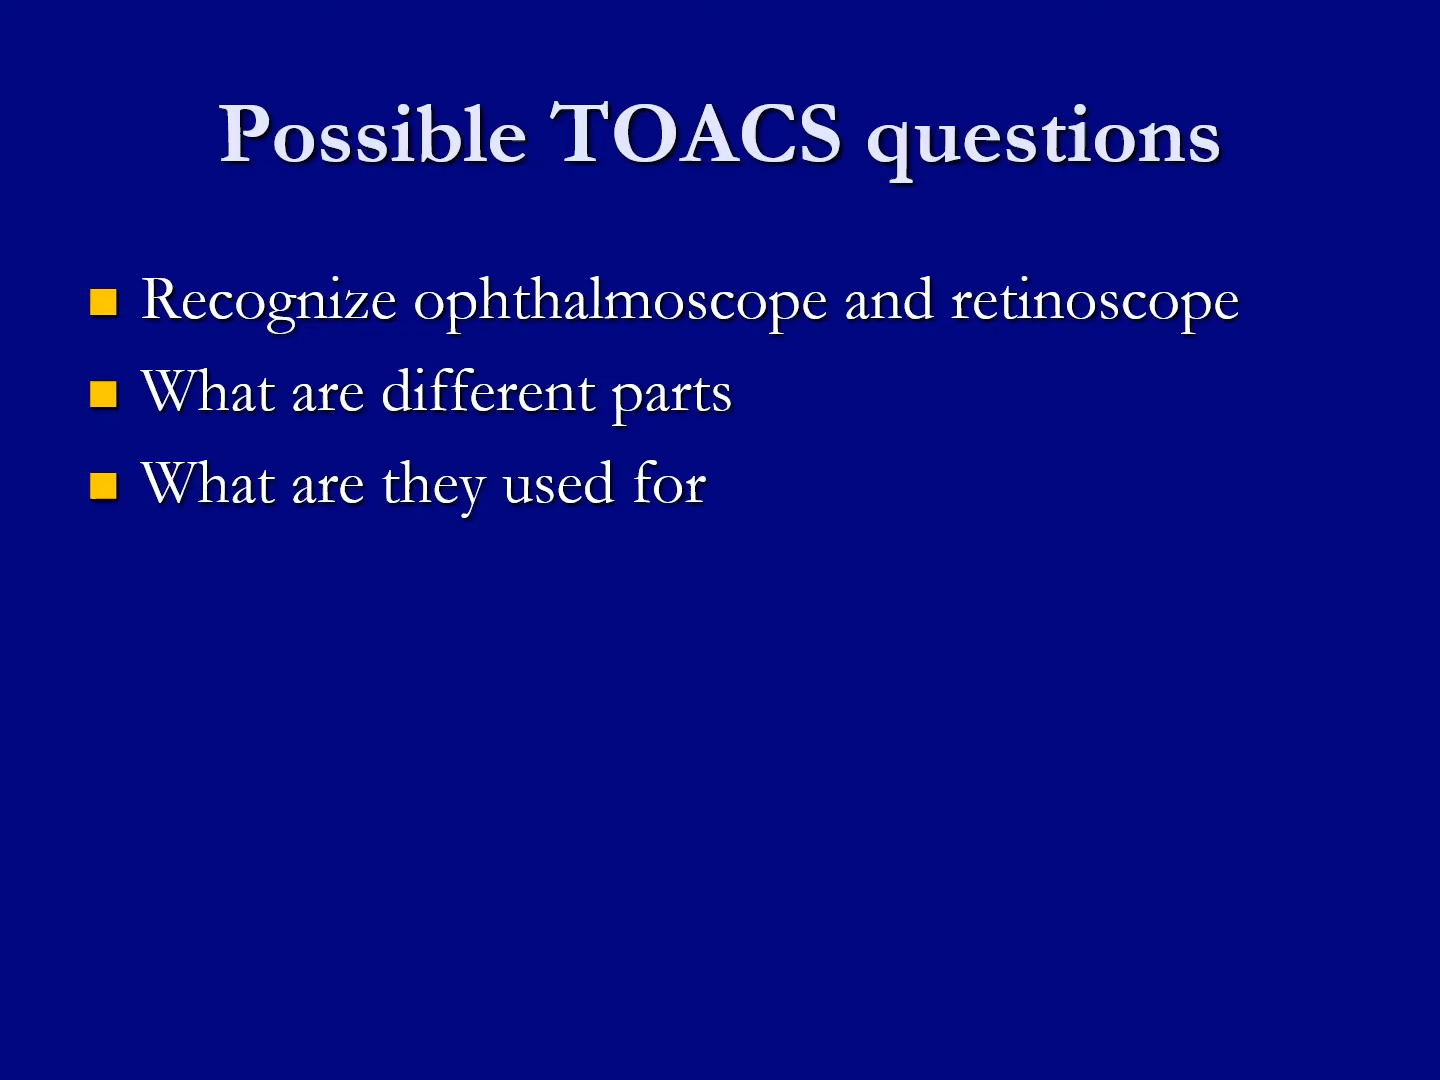 Possible TOACS questions
Recognize ophthalmoscope and retinoscope
What are different parts
What are they used for